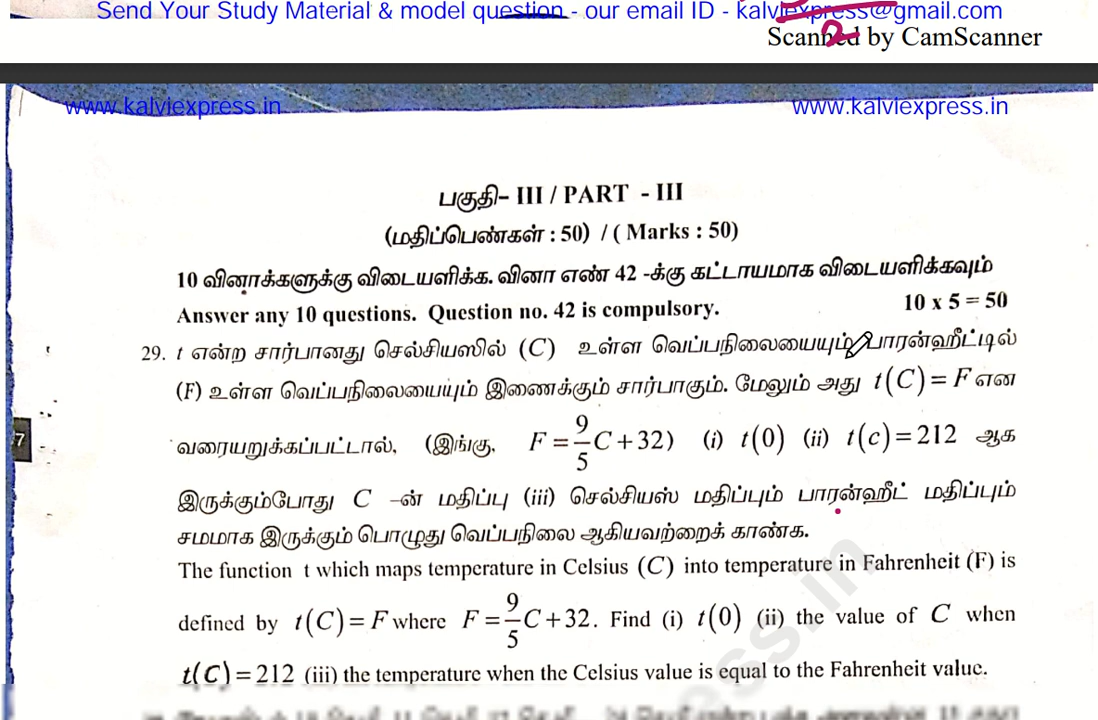 Send Your Study Material & model question - our email ID - kalviexpress@gmail.com
Scanned by CamScanner
www.kalviexpress.in www.kalviexpress.in
பகுதி- III / PART - III
(மதிப்பெண்கள் : 50) / ( Marks : 50)
10 வினாக்களுக்கு விடையளிக்க. வினா எண் 42 -க்கு கட்டாயமாக விடையளிக்கவும்
Answer any 10 questions. Question no. 42 is compulsory. 10 x 5 = 50
29. t என்ற சார்பானது செல்சியஸில் (C) உள்ள வெப்பநிலையையும் பாரன்ஹீட்டில்
(F) உள்ள வெப்பநிலையையும் இணைக்கும் சார்பாகும். மேலும் அது t(C) = F என
வரையறுக்கப்பட்டால், (இங்கு, F = 9/5 C + 32) (i) t(0) (ii) t(c) = 212 ஆக
இருக்கும்போது C -ன் மதிப்பு (iii) செல்சியஸ் மதிப்பும் பாரன்ஹீட் மதிப்பும்
சமமாக இருக்கும் பொழுது வெப்பநிலை ஆகியவற்றைக் காண்க.
The function t which maps temperature in Celsius (C) into temperature in Fahrenheit (F) is
defined by t(C) = F where F = 9/5 C + 32. Find (i) t(0) (ii) the value of C when
t(C) = 212 (iii) the temperature when the Celsius value is equal to the Fahrenheit value.
7
ess.in